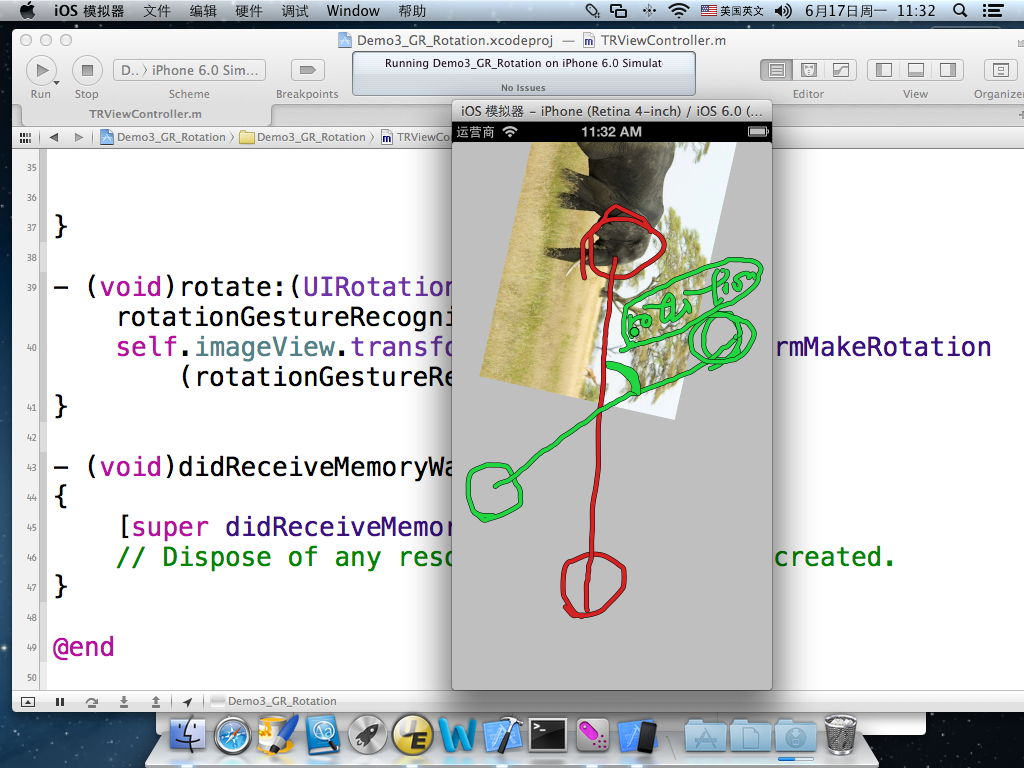 iOS 模拟器 文件 编辑 硬件 调试 Window 帮助 美国英文 6月17日周一 11:32
Demo3_GR_Rotation.xcodeproj — TRViewController.m
D.. 〉 iPhone 6.0 Sim...
Running Demo3_GR_Rotation on iPhone 6.0 Simulat
No Issues
Run Stop Scheme Breakpoints Editor View Organizer
TRViewController.m
iOS 模拟器 – iPhone (Retina 4-inch) / iOS 6.0 (...
Demo3_GR_Rotation 〉 Demo3_GR_Rotation 〉 TRViewCo
运营商 11:32 AM
35
36
37 }
38
39 - (void)rotate:(UIRotation
rotationGestureRecogni
40 self.imageView.transfo rmMakeRotation
(rotationGestureRe
41 }
42
43 - (void)didReceiveMemoryWa
44 {
45 [super didReceiveMemor
46 // Dispose of any reso created.
47 }
48
49 @end
50
Demo3_GR_Rotation